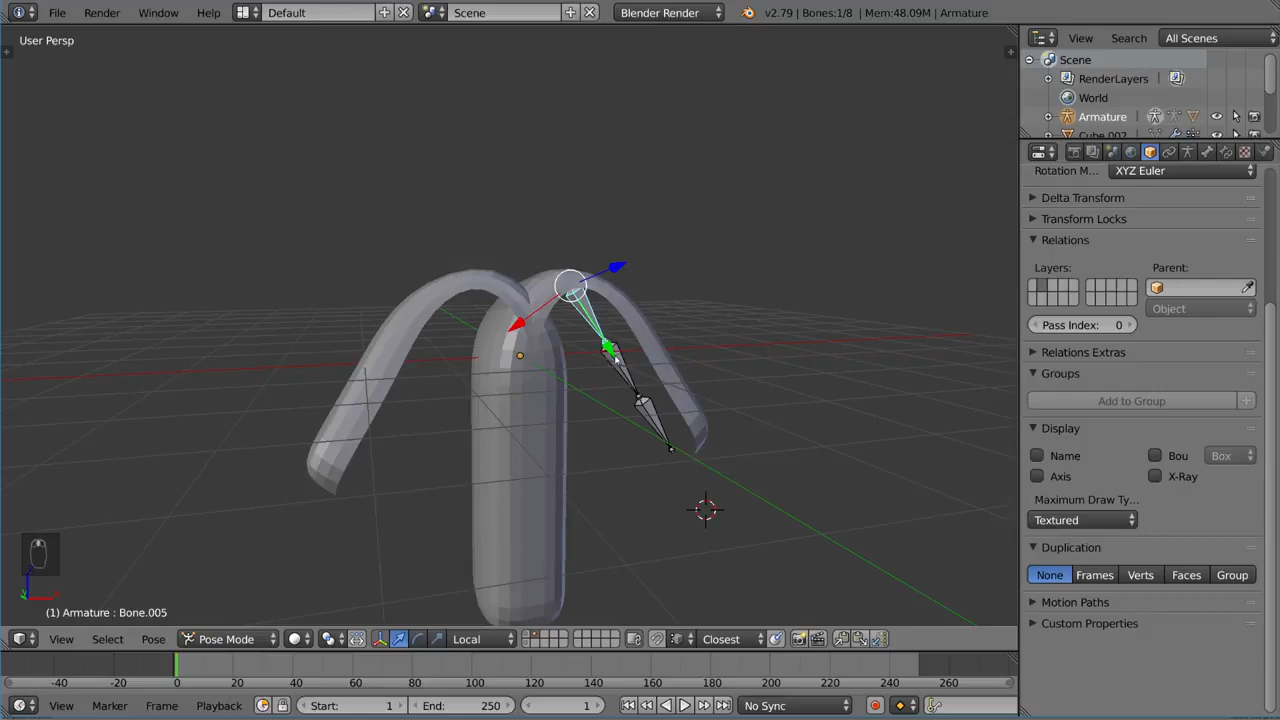 File Render Window Help Default Scene Blender Render v2.79 | Bones:1/8 | Mem:48.09M | Armature
User Persp
View Search All Scenes
Scene
RenderLayers
World
Armature
Cube.002
Rotation M... XYZ Euler
Delta Transform
Transform Locks
Relations
Layers: Parent:
Object
Pass Index: 0
Relations Extras
Groups
Add to Group
Display
Name Bou Box
Axis X-Ray
Maximum Draw Ty...
Textured
Duplication
None Frames Verts Faces Group
Motion Paths
Custom Properties
(1) Armature : Bone.005
View Select Pose Pose Mode Local Closest
-40 -20 0 20 40 60 80 100 120 140 160 180 200 220 240 260
View Marker Frame Playback Start: 1 End: 250 1 No Sync